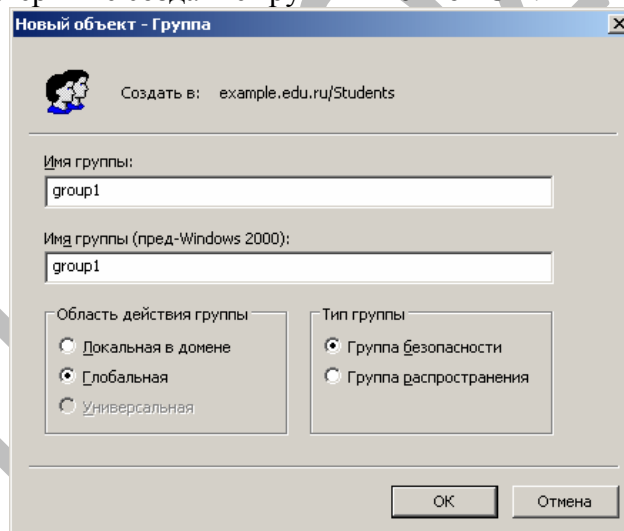 Новый объект - Группа
Создать в: example.edu.ru/Students
Имя группы:
group1
Имя группы (пред-Windows 2000):
group1
Область действия группы
Локальная в домене
Глобальная
Универсальная
Тип группы
Группа безопасности
Группа распространения
OK
Отмена